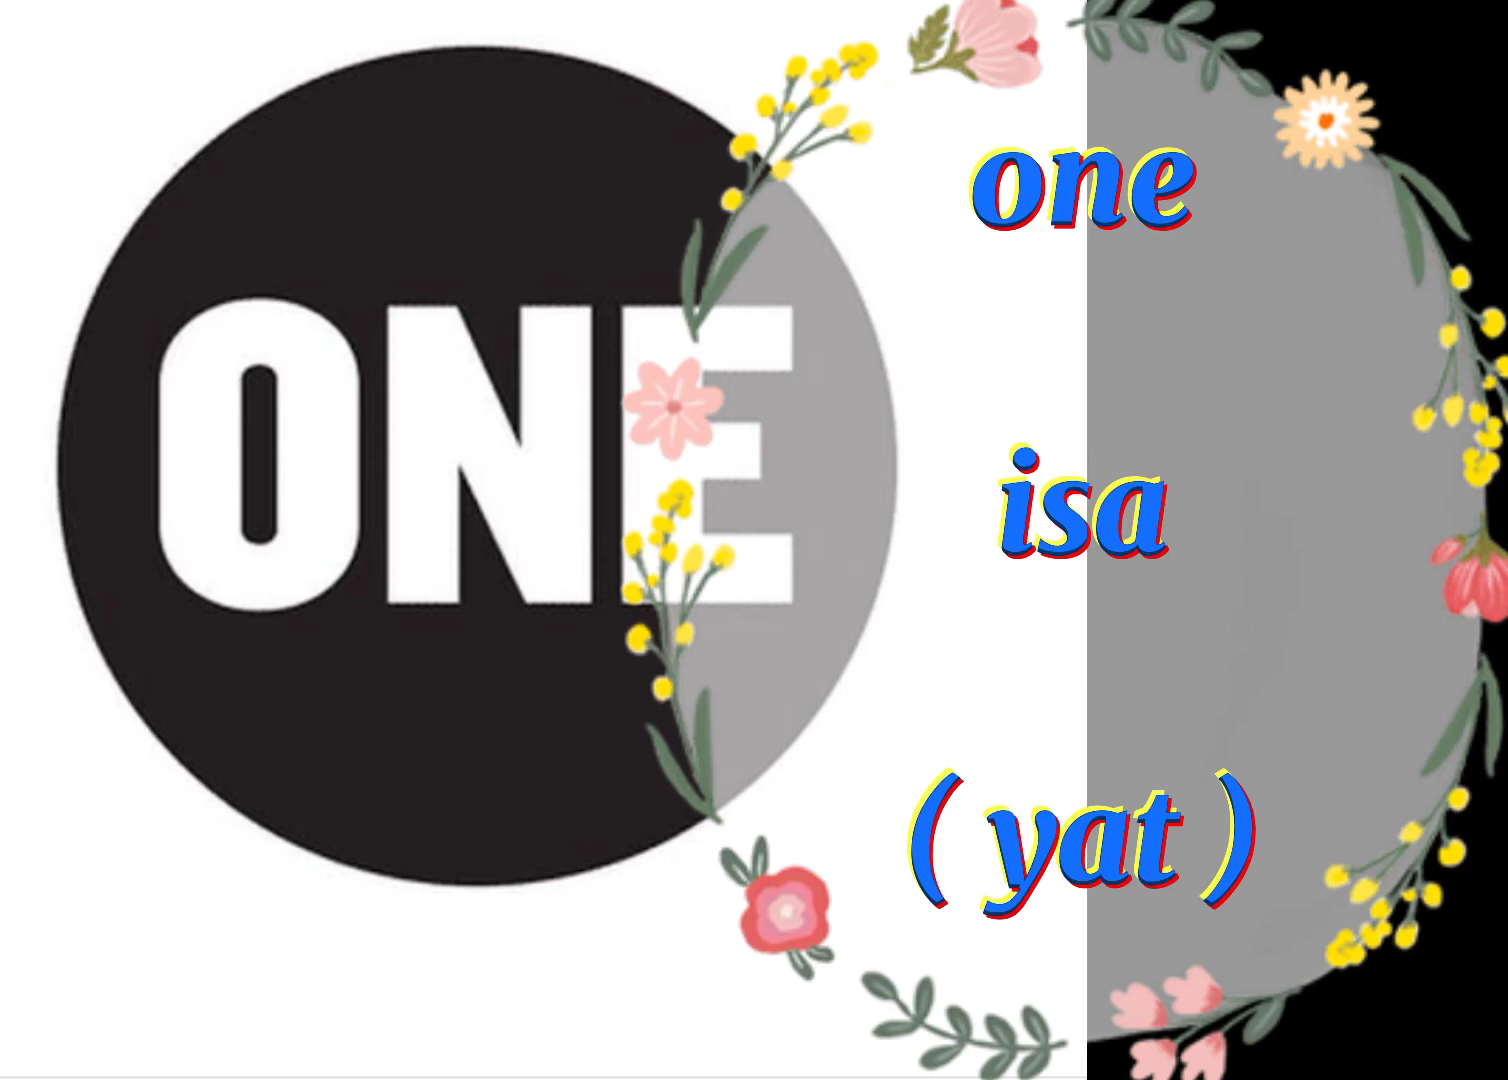 ONE
one
isa
( yat )